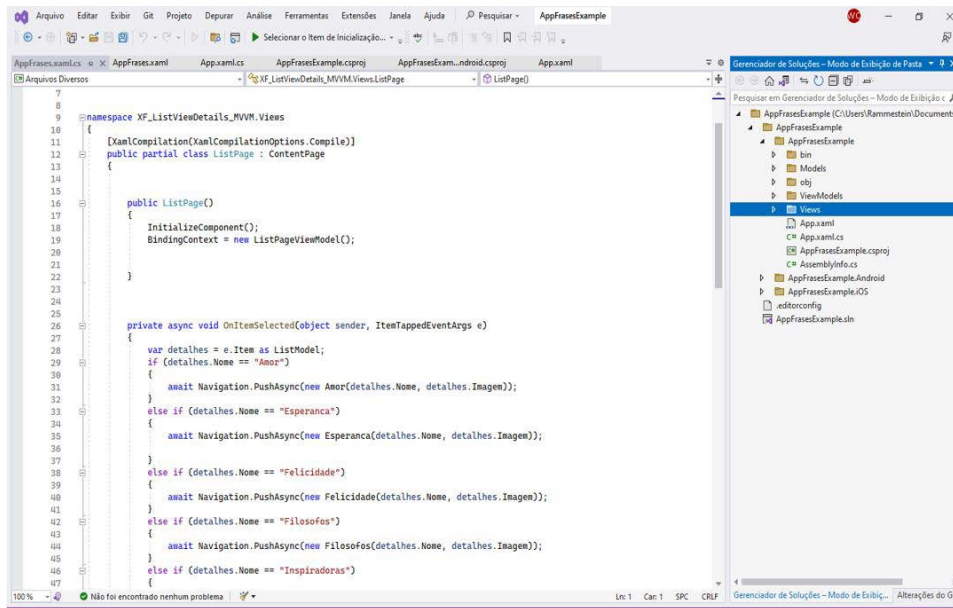 Arquivo Editar Exibir Git Projeto Depurar Análise Ferramentas Extensões Janela Ajuda Pesquisar AppFrasesExample WC
Selecionar o Item de Inicialização...
AppFrases.xaml.cs AppFrases.xaml App.xaml.cs AppFrasesExample.csproj AppFrasesExam...ndroid.csproj App.xaml
Arquivos Diversos XF_ListViewDetails_MVVM.Views.ListPage ListPage()
7
8
9 namespace XF_ListViewDetails_MVVM.Views
10 {
11 [XamlCompilation(XamlCompilationOptions.Compile)]
12 public partial class ListPage : ContentPage
13 {
14
15
16 public ListPage()
17 {
18 InitializeComponent();
19 BindingContext = new ListPageViewModel();
20
21
22 }
23
24
25
26 private async void OnItemSelected(object sender, ItemTappedEventArgs e)
27 {
28 var detalhes = e.Item as ListModel;
29 if (detalhes.Nome == "Amor")
30 {
31 await Navigation.PushAsync(new Amor(detalhes.Nome, detalhes.Imagem));
32 }
33 else if (detalhes.Nome == "Esperanca")
34 {
35 await Navigation.PushAsync(new Esperanca(detalhes.Nome, detalhes.Imagem));
36
37 }
38 else if (detalhes.Nome == "Felicidade")
39 {
40 await Navigation.PushAsync(new Felicidade(detalhes.Nome, detalhes.Imagem));
41 }
42 else if (detalhes.Nome == "Filosofos")
43 {
44 await Navigation.PushAsync(new Filosofos(detalhes.Nome, detalhes.Imagem));
45 }
46 else if (detalhes.Nome == "Inspiradoras")
47 {
100% Não foi encontrado nenhum problema Ln: 1 Car: 1 SPC CRLF
Gerenciador de Soluções – Modo de Exibição de Pasta
Pesquisar em Gerenciador de Soluções – Modo de Exibição
AppFrasesExample (C:\Users\Rammestein\Documents
AppFrasesExample
AppFrasesExample
bin
Models
obj
ViewModels
Views
App.xaml
C# App.xaml.cs
AppFrasesExample.csproj
C# AssemblyInfo.cs
AppFrasesExample.Android
AppFrasesExample.iOS
.editorconfig
AppFrasesExample.sln
Gerenciador de Soluções – Modo de Exibiç... Alterações do G